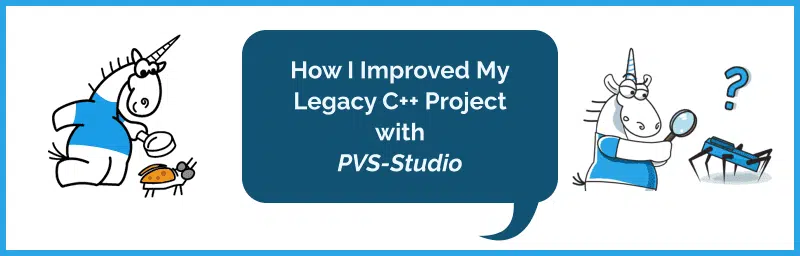 How I Improved My
Legacy C++ Project
with
PVS-Studio
?